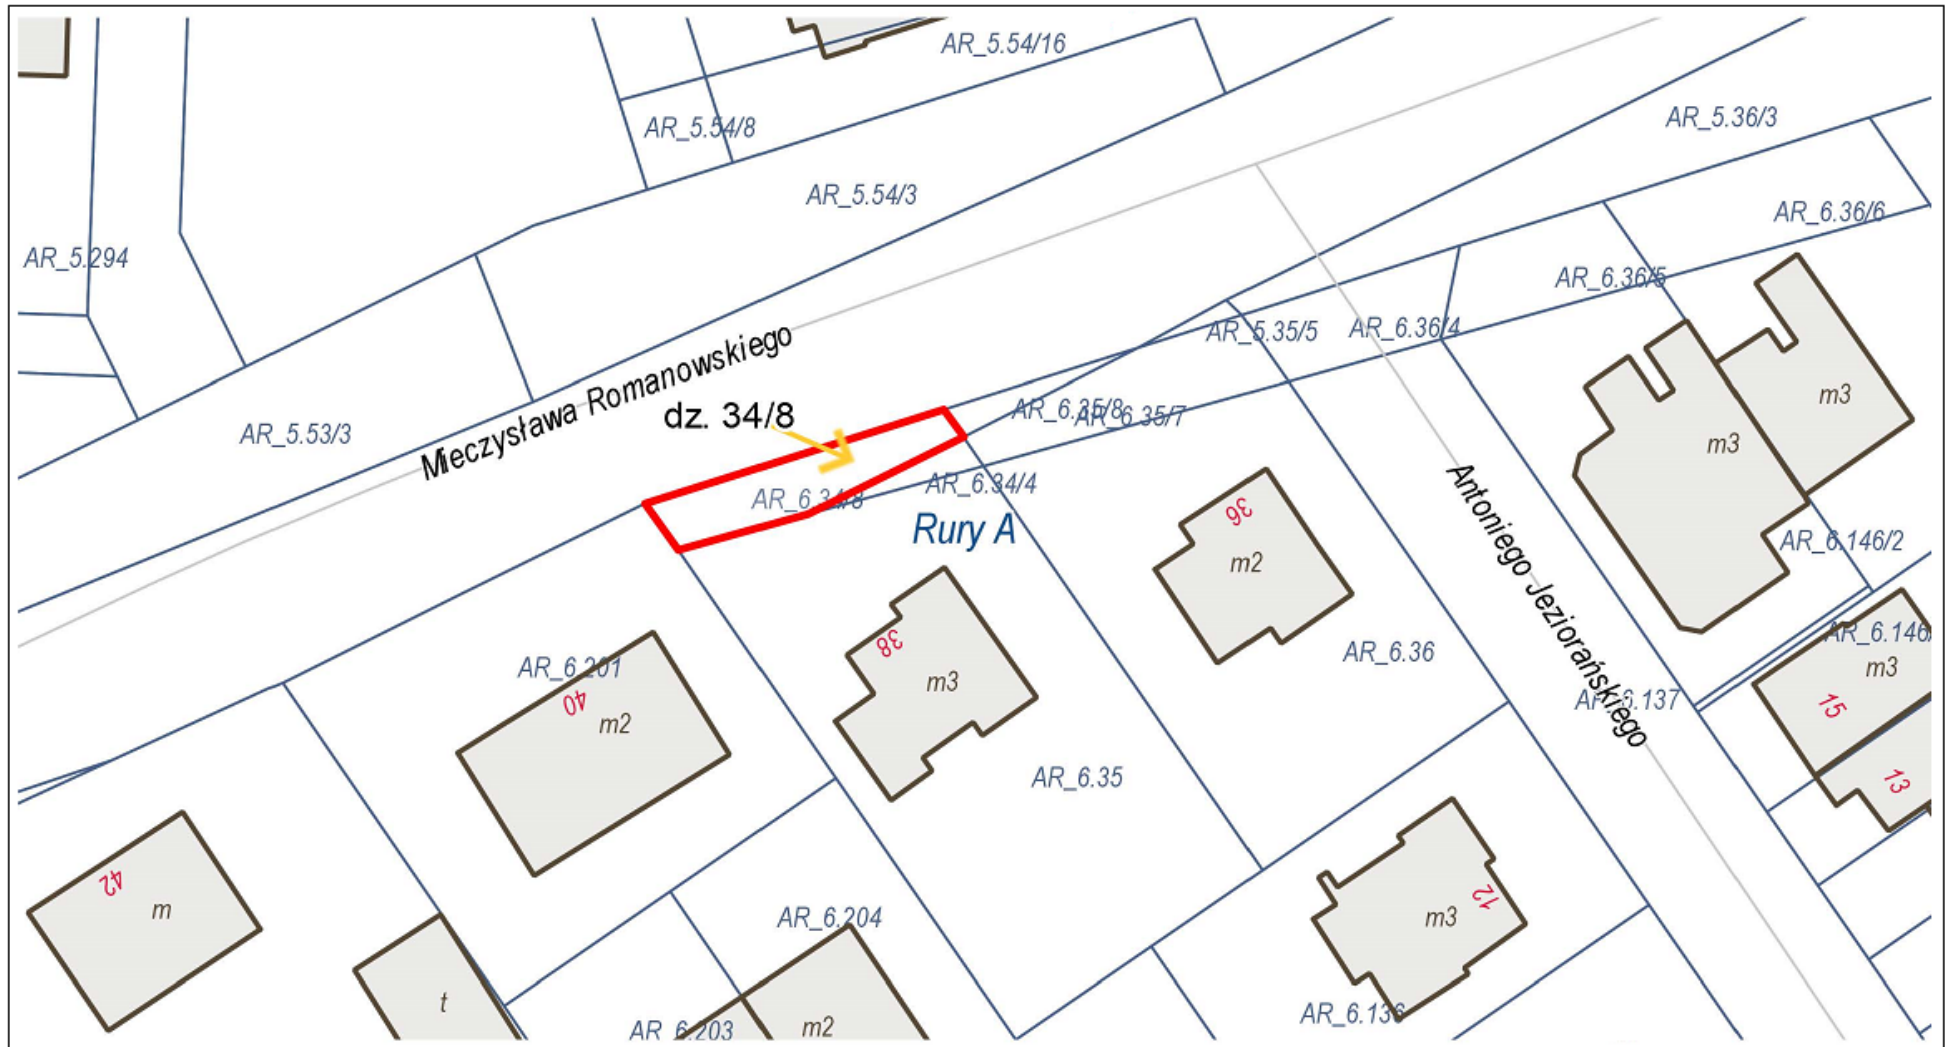 AR_5.54/16
AR_5.36/3
AR_5.54/8
AR_5.54/3
AR_6.36/6
AR_5.294
AR_6.36/5
AR_5.35/5
AR_6.36/4
Mieczysława Romanowskiego
m3
dz. 34/8
AR_6.35/8
AR_6.35/7
AR_5.53/3
m3
AR_6.34/4
AR_6.34/8
36
Rury A
Antoniego Jeziorańskiego
AR_6.146/2
m2
38
AR_6.146
AR_6.36
AR_6.201
m3
m3
40
AR_6.137
15
m2
AR_6.35
13
42
12
m
AR_6.204
m3
t
AR_6.136
AR_6.203
m2